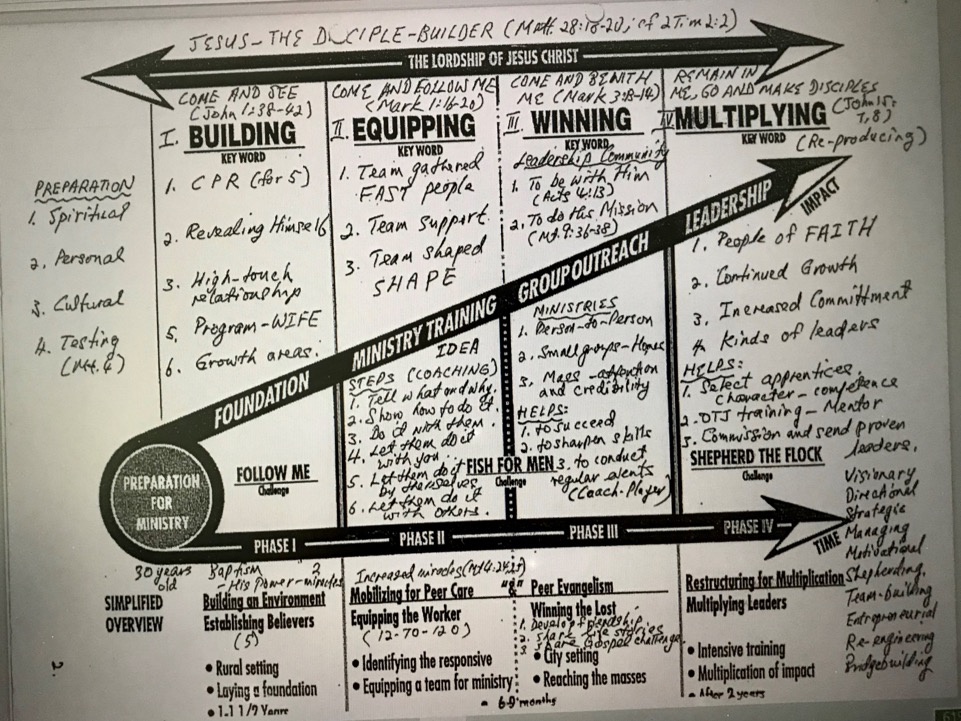 JESUS - THE DISCIPLE-BUILDER (Matt. 28:18-20; cf 2 Tim 2:2)
THE LORDSHIP OF JESUS CHRIST
COME AND SEE
(John 1:38-42)
I. BUILDING
KEY WORD
1. CPR (for 5)
2. Revealing Himself
3. High-touch
relationship
5. Program - WIFE
6. Growth areas.
COME AND FOLLOW ME
(Mark 1:16-20)
II. EQUIPPING
KEY WORD
1. Team gathered
FAST people
2. Team support.
3. Team shaped
SHAPE
COME AND BE WITH
ME (Mark 3:8-14)
III WINNING
KEY WORD
Leadership Community
1. To be with Him
(Acts 4:13)
2. To do His Mission
(Mt. 9:36-38)
REMAIN IN
ME, GO AND MAKE DISCIPLES
(John 15:
7,8)
IV MULTIPLYING
KEY WORD
(Re-producing)
PREPARATION
1. Spiritual
2. Personal
3. Cultural
4. Testing
(Mt. 4)
FOUNDATION
MINISTRY TRAINING
GROUP OUTREACH
LEADERSHIP
IMPACT
1. People of FAITH
2. Continued Growth
3. Increased Committment
4. Kinds of leaders
HELPS:
1. Select apprentices.
character - competence
2. OTJ training - Mentor
3. Commission and send proven
leaders.
IDEA
STEPS (COACHING)
1. Tell what and why.
2. Show how to do it.
3. Do it with them.
4. Let them do it
with you.
5. Let them do it
by themselves
6. Let them do it
with others.
MINISTRIES
1. Person-to-Person
2. Small groups - Homes
3. Mass - attention
and credibility
HELPS:
1. to succeed
2. to sharpen skills
3. to conduct
regular events
(Coach-Player)
PREPARATION
FOR
MINISTRY
FOLLOW ME
Challenge
FISH FOR MEN
Challenge
SHEPHERD THE FLOCK
Challenge
PHASE I
PHASE II
PHASE III
PHASE IV
TIME
Visionary
Directional
Strategic
Managing
Motivational
Shepherding
Team-building
Entrepreneurial
Re-engineering
Bridgebuilding
30 years
old
SIMPLIFIED
OVERVIEW
Baptism 2
- His Power - miracles
Building an Environment
Establishing Believers
(5)
• Rural setting
• Laying a foundation
• 1-1 1/2 Years
Increased miracles (Mt 4:24,25)
Mobilizing for Peer Care
Equipping the Worker
(12-70-120)
• Identifying the responsive
• Equipping a team for ministry
"&"
Peer Evangelism
Winning the Lost
1. Develop friendship
2. Share life stories
3. Share Gospel challenge.
• City setting
• Reaching the masses
• 6-9 months
Restructuring for Multiplication
Multiplying Leaders
• Intensive training
• Multiplication of impact
• After 2 years